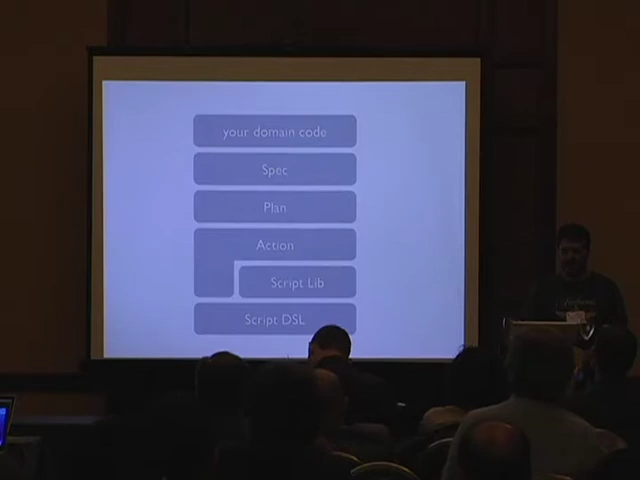 your domain code
Spec
Plan
Action
Script Lib
Script DSL